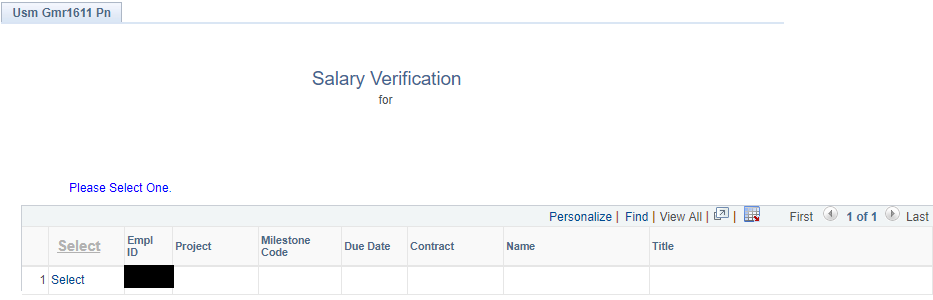 Usm Gmr1611 Pn
Salary Verification
for
Please Select One.
Personalize | Find | View All | | First 1 of 1 Last
Select Empl ID Project Milestone Code Due Date Contract Name Title
1 Select